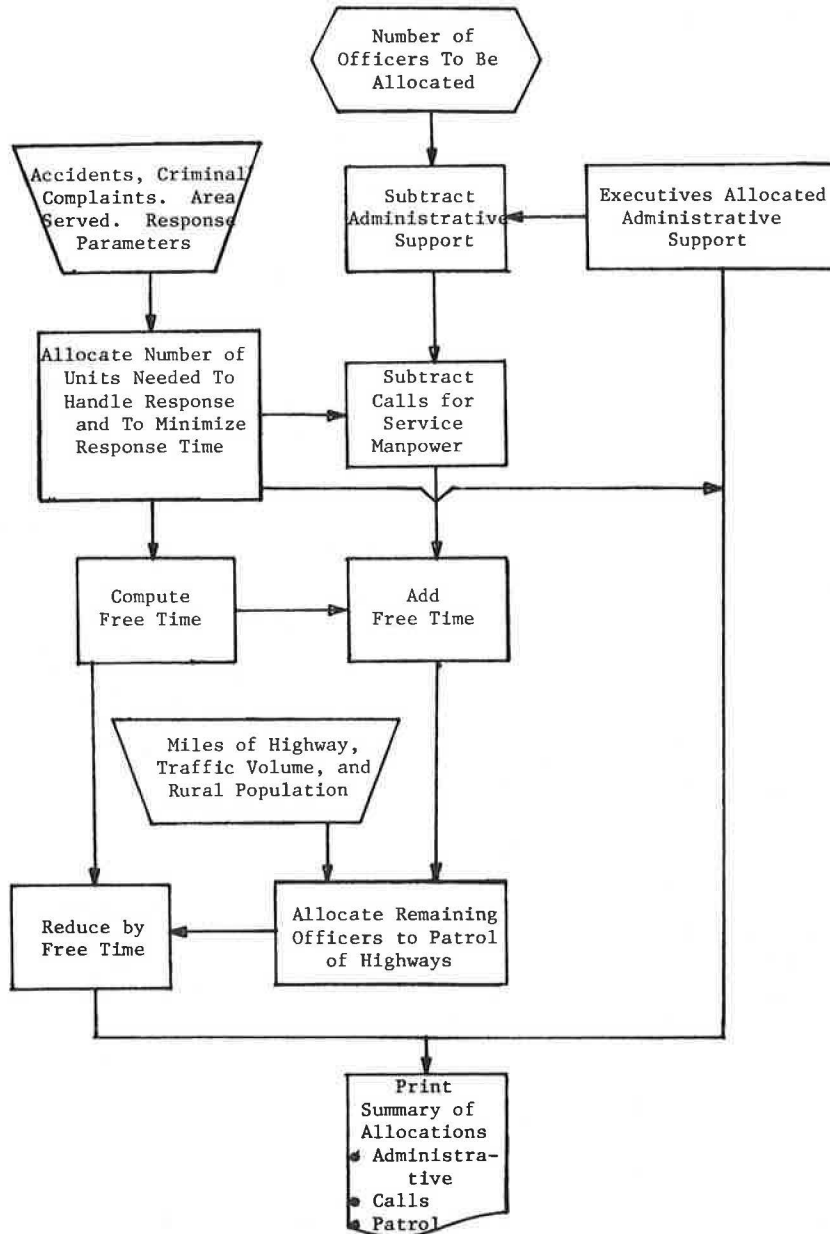 Number of
Officers To Be
Allocated
Accidents, Criminal
Complaints. Area
Served. Response
Parameters
Subtract
Administrative
Support
Executives Allocated
Administrative
Support
Allocate Number of
Units Needed To
Handle Response
and To Minimize
Response Time
Subtract
Calls for
Service
Manpower
Compute
Free Time
Add
Free Time
Miles of Highway,
Traffic Volume, and
Rural Population
Reduce by
Free Time
Allocate Remaining
Officers to Patrol
of Highways
Print
Summary of
Allocations
• Administra-
tive
• Calls
• Patrol